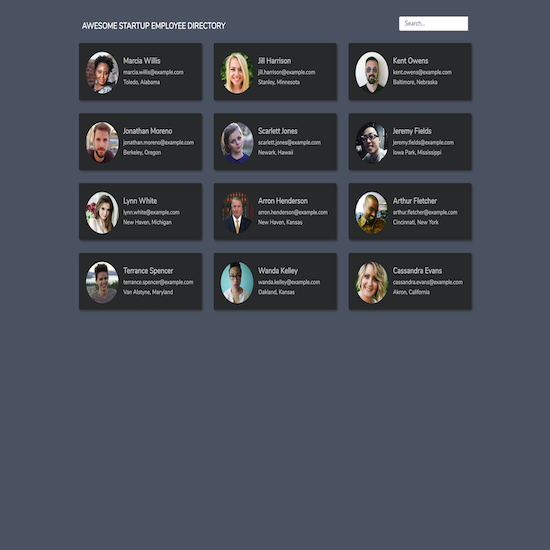 AWESOME STARTUP EMPLOYEE DIRECTORY
Search...
Marcia Willis
marcia.willis@example.com
Toledo, Alabama
Jill Harrison
jill.harrison@example.com
Stanley, Minnesota
Kent Owens
kent.owens@example.com
Baltimore, Nebraska
Jonathan Moreno
jonathan.moreno@example.com
Berkeley, Oregon
Scarlett Jones
scarlett.jones@example.com
Newark, Hawaii
Jeremy Fields
jeremy.fields@example.com
Iowa Park, Mississippi
Lynn White
lynn.white@example.com
New Haven, Michigan
Arron Henderson
arron.henderson@example.com
New Haven, Kansas
Arthur Fletcher
arthur.fletcher@example.com
Cincinnati, New York
Terrance Spencer
terrance.spencer@example.com
Van Alstyne, Maryland
Wanda Kelley
wanda.kelley@example.com
Oakland, Kansas
Cassandra Evans
cassandra.evans@example.com
Akron, California